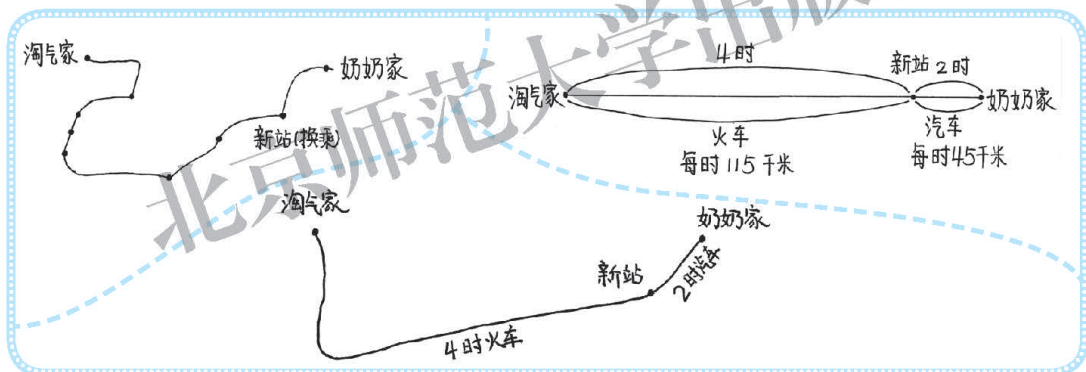 淘气家
奶奶家
新站(换乘)
4时
新站 2时
淘气家
奶奶家
火车
汽车
每时115千米
每时45千米
淘气家
奶奶家
新站
2时汽车
4时火车
北京师范大学出版